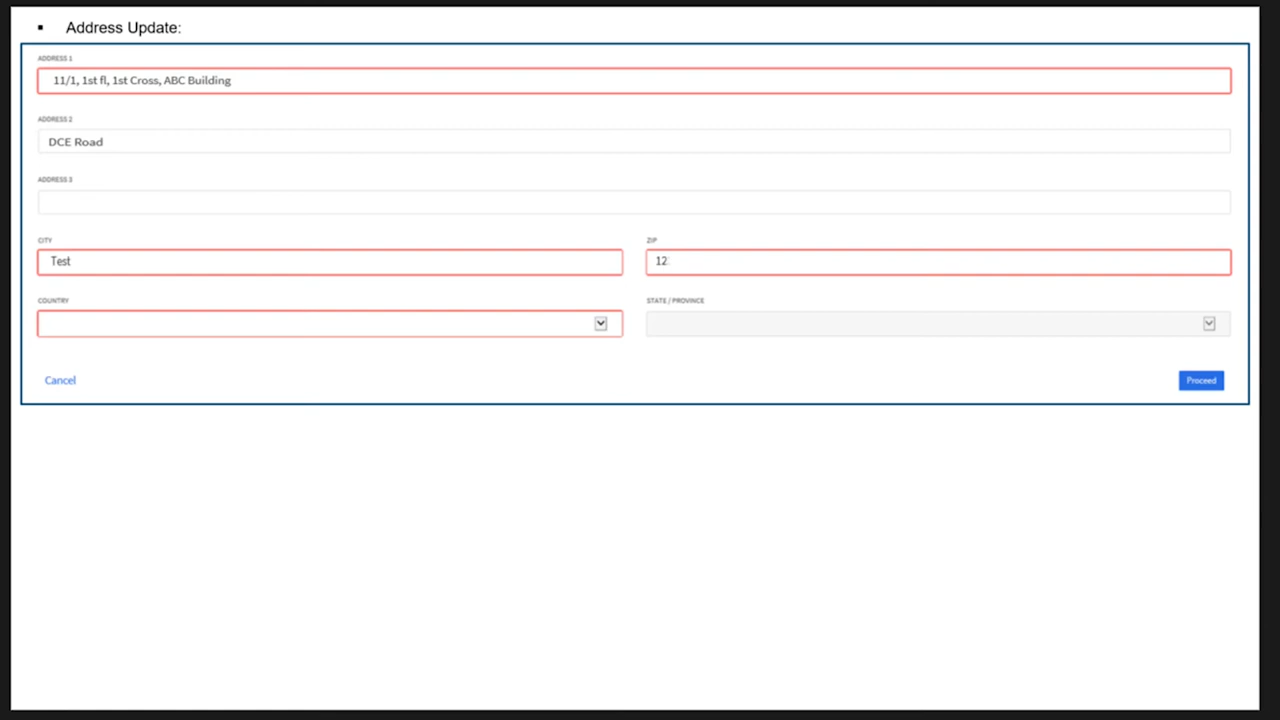 ▪ Address Update:
ADDRESS 1
11/1, 1st fl, 1st Cross, ABC Building
ADDRESS 2
DCE Road
ADDRESS 3
CITY
ZIP
Test
12
COUNTRY
STATE / PROVINCE
Cancel
Proceed